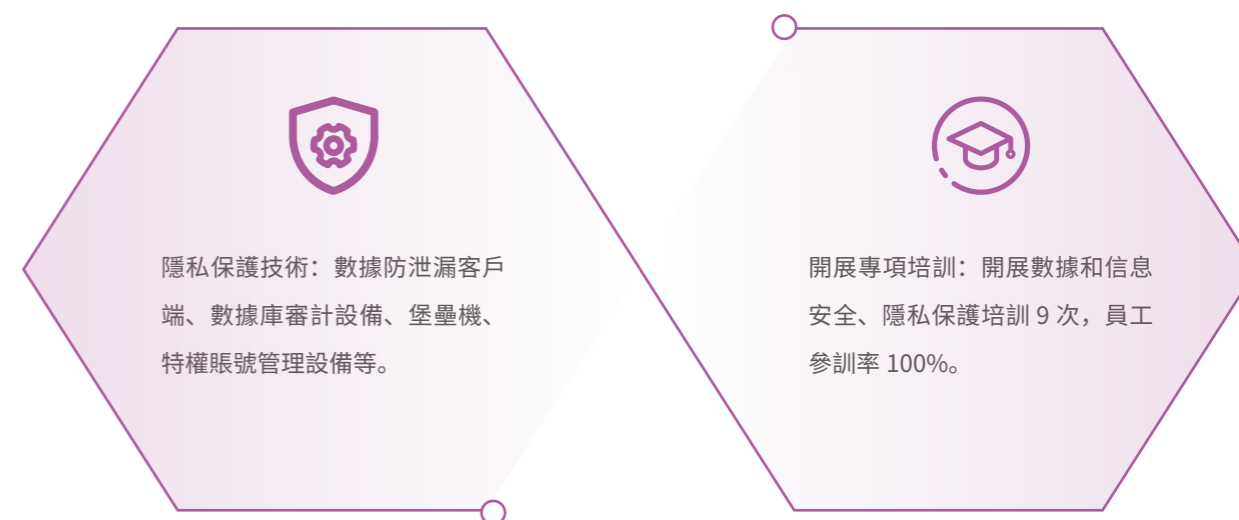 隱私保護技術：數據防泄漏客戶
端、數據庫審計設備、堡壘機、
特權賬號管理設備等。
開展專項培訓：開展數據和信息
安全、隱私保護培訓 9 次，員工
參訓率 100%。